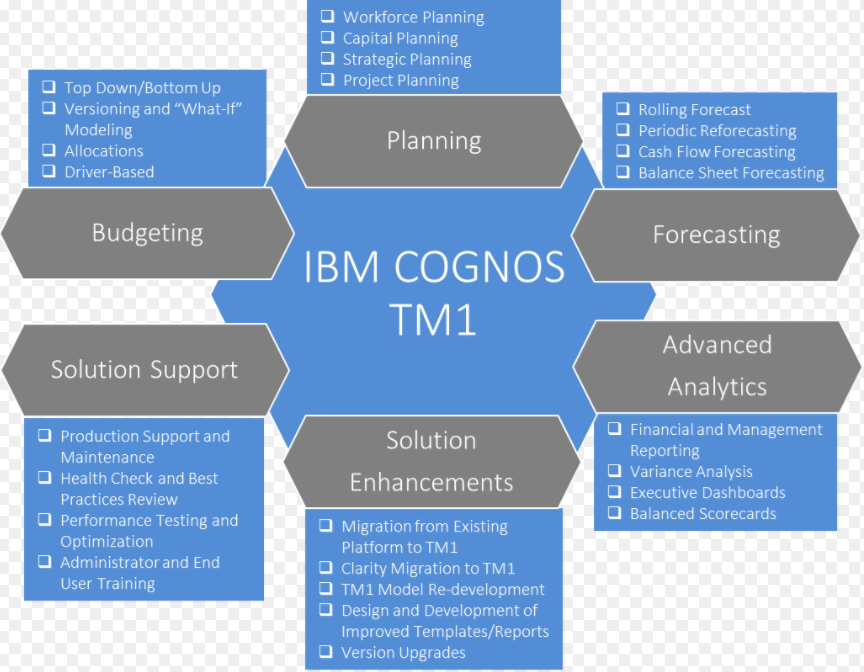 ❑ Workforce Planning
❑ Capital Planning
❑ Strategic Planning
❑ Project Planning
Planning
❑ Top Down/Bottom Up
❑ Versioning and “What-If”
Modeling
❑ Allocations
❑ Driver-Based
Budgeting
❑ Rolling Forecast
❑ Periodic Reforecasting
❑ Cash Flow Forecasting
❑ Balance Sheet Forecasting
Forecasting
IBM COGNOS
TM1
Solution Support
❑ Production Support and
Maintenance
❑ Health Check and Best
Practices Review
❑ Performance Testing and
Optimization
❑ Administrator and End
User Training
Solution
Enhancements
❑ Migration from Existing
Platform to TM1
❑ Clarity Migration to TM1
❑ TM1 Model Re-development
❑ Design and Development of
Improved Templates/Reports
❑ Version Upgrades
Advanced
Analytics
❑ Financial and Management
Reporting
❑ Variance Analysis
❑ Executive Dashboards
❑ Balanced Scorecards